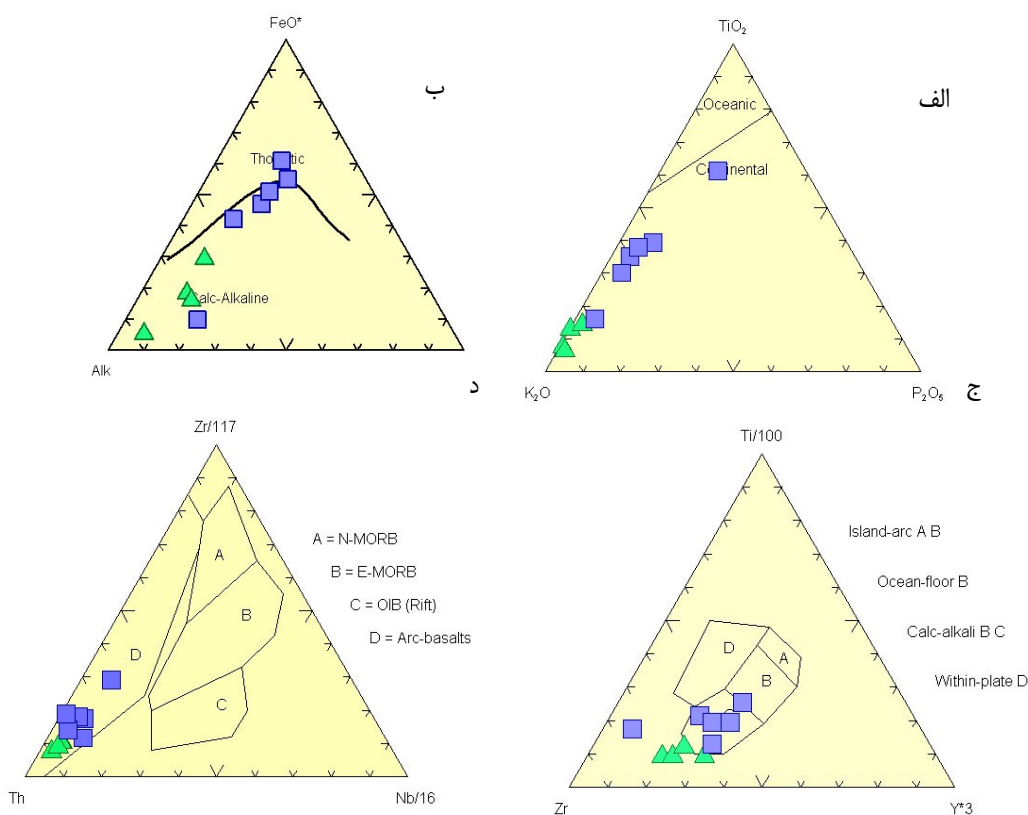 الف
TiO₂
Oceanic
Continental
K₂O
P₂O₅
ب
FeO*
Tholeiitic
Calc-Alkaline
Alk
ج
Ti/100
Island-arc A B
Ocean-floor B
Calc-alkali B C
Within-plate D
D
A
B
C
Zr
Y*3
د
Zr/117
A = N-MORB
B = E-MORB
C = OIB (Rift)
D = Arc-basalts
A
B
D
C
Th
Nb/16